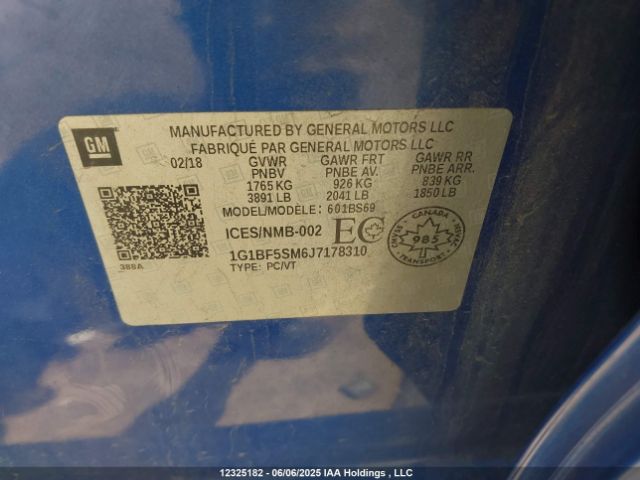 GM
MANUFACTURED BY GENERAL MOTORS LLC
FABRIQUÉ PAR GENERAL MOTORS LLC
02/18 GVWR GAWR FRT GAWR RR
PNBV PNBE AV. PNBE ARR.
1765 KG 926 KG 839 KG
3891 LB 2041 LB 1850 LB
MODEL/MODÈLE: 601BS69
ICES/NMB-002 EC
CANADA
985
1G1BF5SM6J7178310
388A
TYPE: PC/VT
12325182 - 06/06/2025 IAA Holdings , LLC